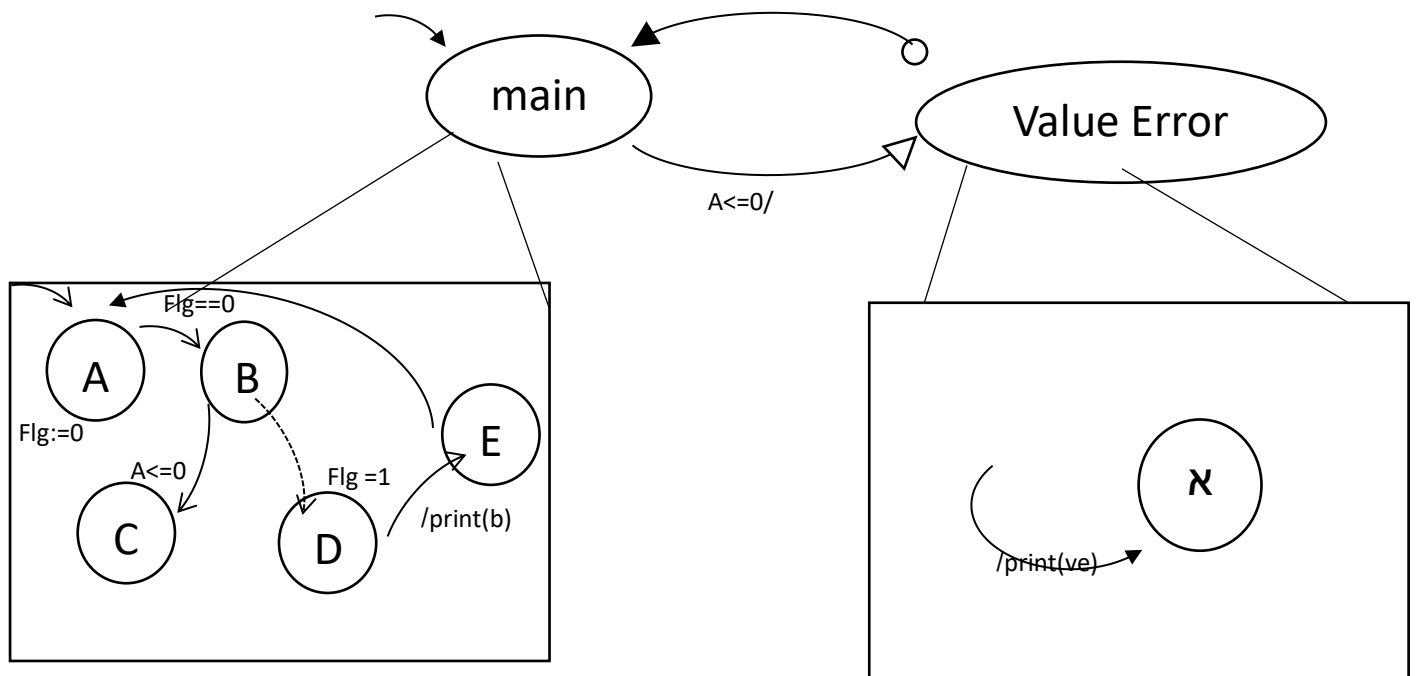 main
Value Error
A<=0/
Flg==0
A
B
Flg:=0
E
A<=0
Flg =1
/print(b)
C
D
א
/print(ve)